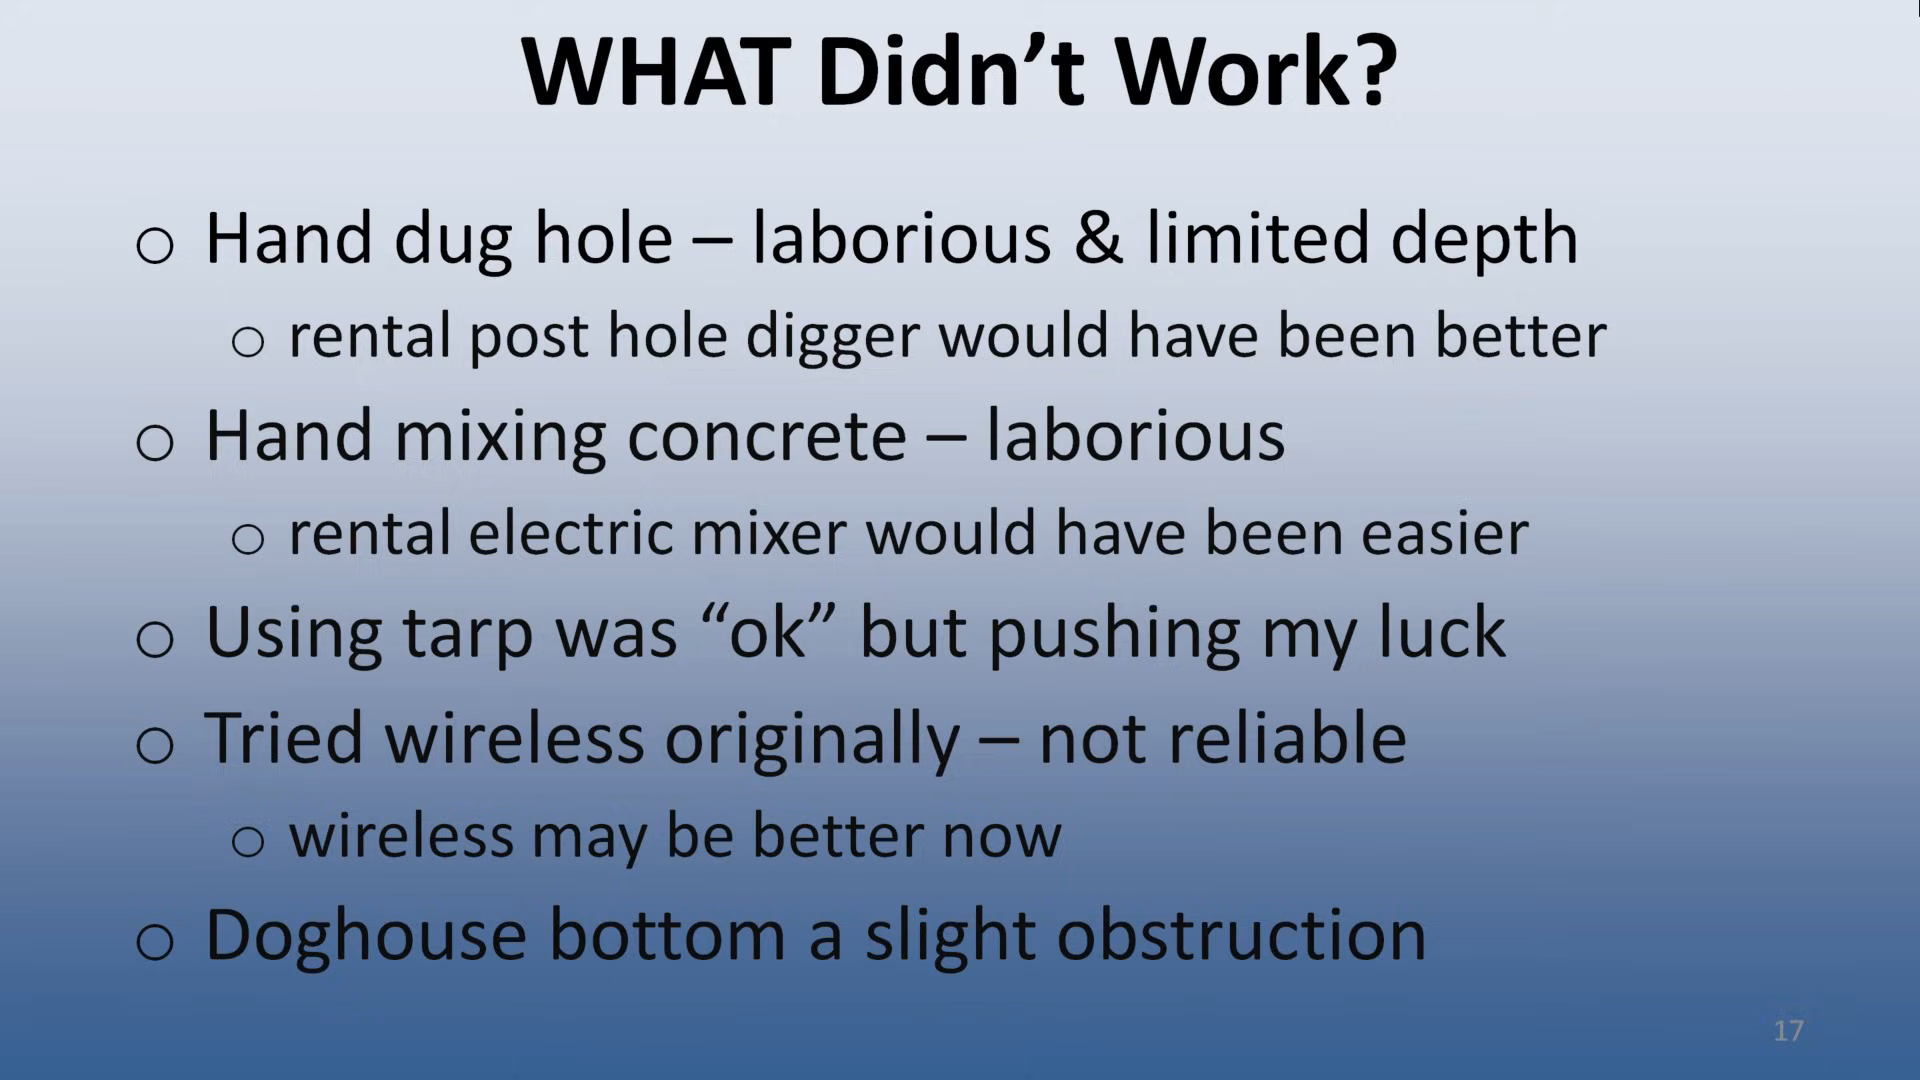 WHAT Didn’t Work?
o Hand dug hole – laborious & limited depth
o rental post hole digger would have been better
o Hand mixing concrete – laborious
o rental electric mixer would have been easier
o Using tarp was “ok” but pushing my luck
o Tried wireless originally – not reliable
o wireless may be better now
o Doghouse bottom a slight obstruction
17